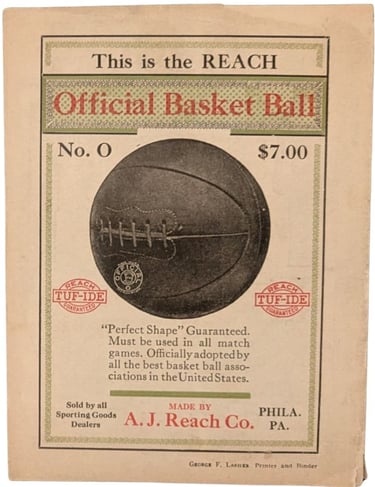 This is the REACH
Official Basket Ball
No. O
$7.00
OFFICIAL
REACH
TUF-IDE
GUARANTEED
REACH
TUF-IDE
GUARANTEED
"Perfect Shape" Guaranteed.
Must be used in all match
games. Officially adopted by
all the best basket ball asso-
ciations in the United States.
Sold by all
Sporting Goods
Dealers
MADE BY
A. J. Reach Co.
PHILA.
PA.
George F. Lasher Printer and Binder